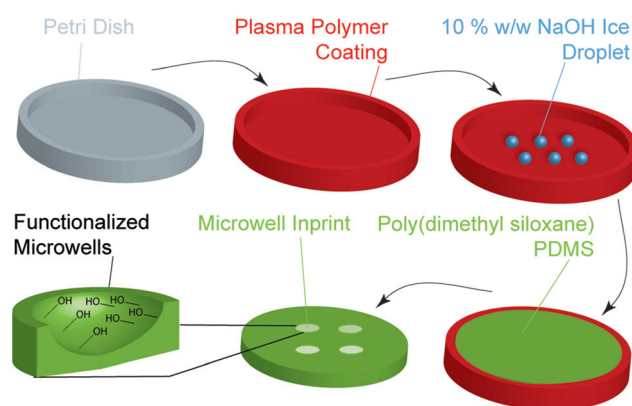 Petri Dish
Plasma Polymer
Coating
10 % w/w NaOH Ice
Droplet
Functionalized
Microwells
Microwell Inprint
Poly(dimethyl siloxane)
PDMS
OH
HO
HO
OH
HO
HO
OH